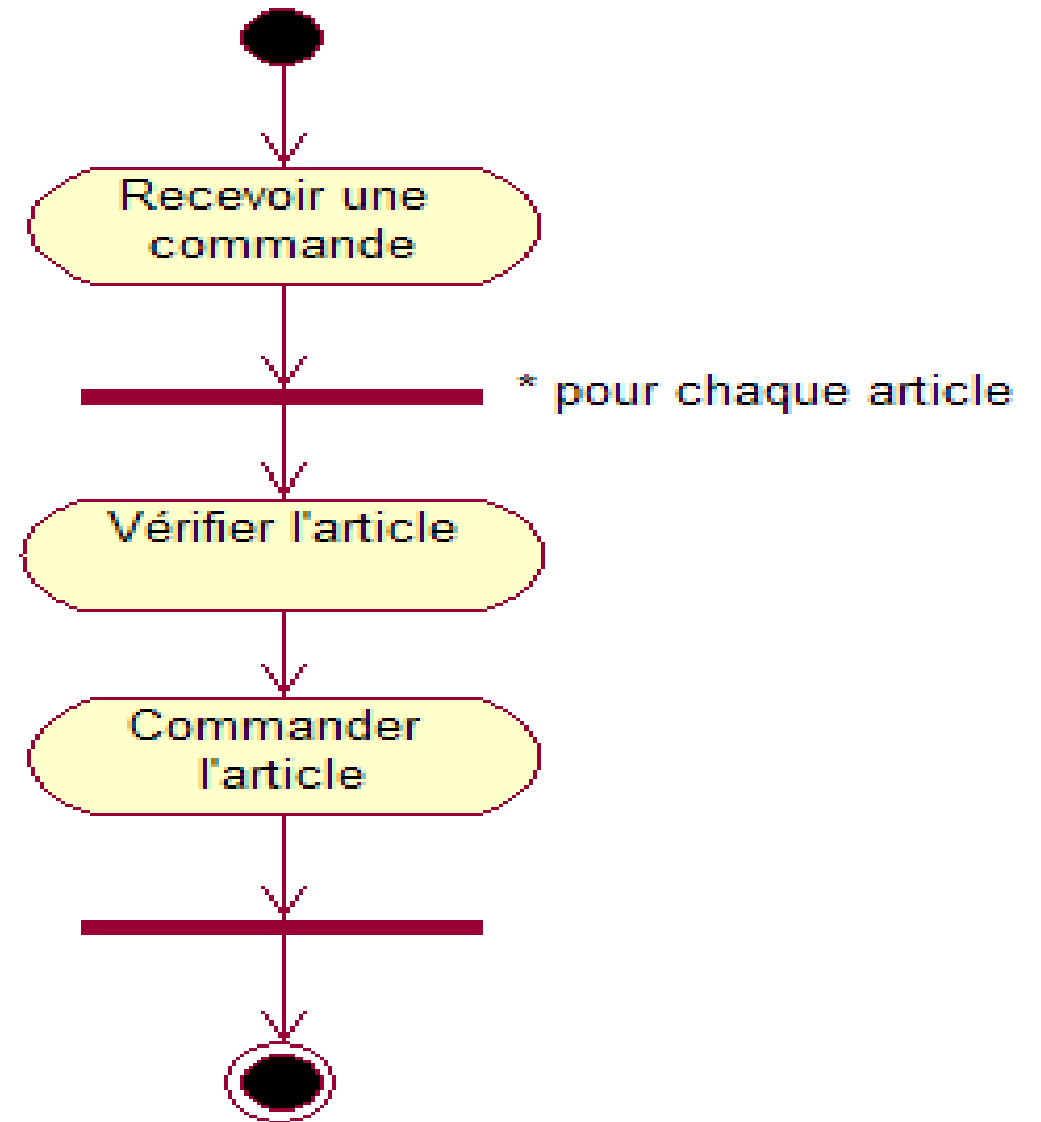 Recevoir une
commande
* pour chaque article
Vérifier l'article
Commander
l'article